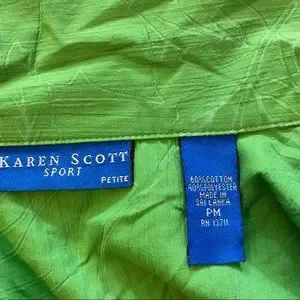 KAREN SCOTT
SPORT
PETITE
60%COTTON
40%POLYESTER
MADE IN
SRI LANKA
PM
RN 13711